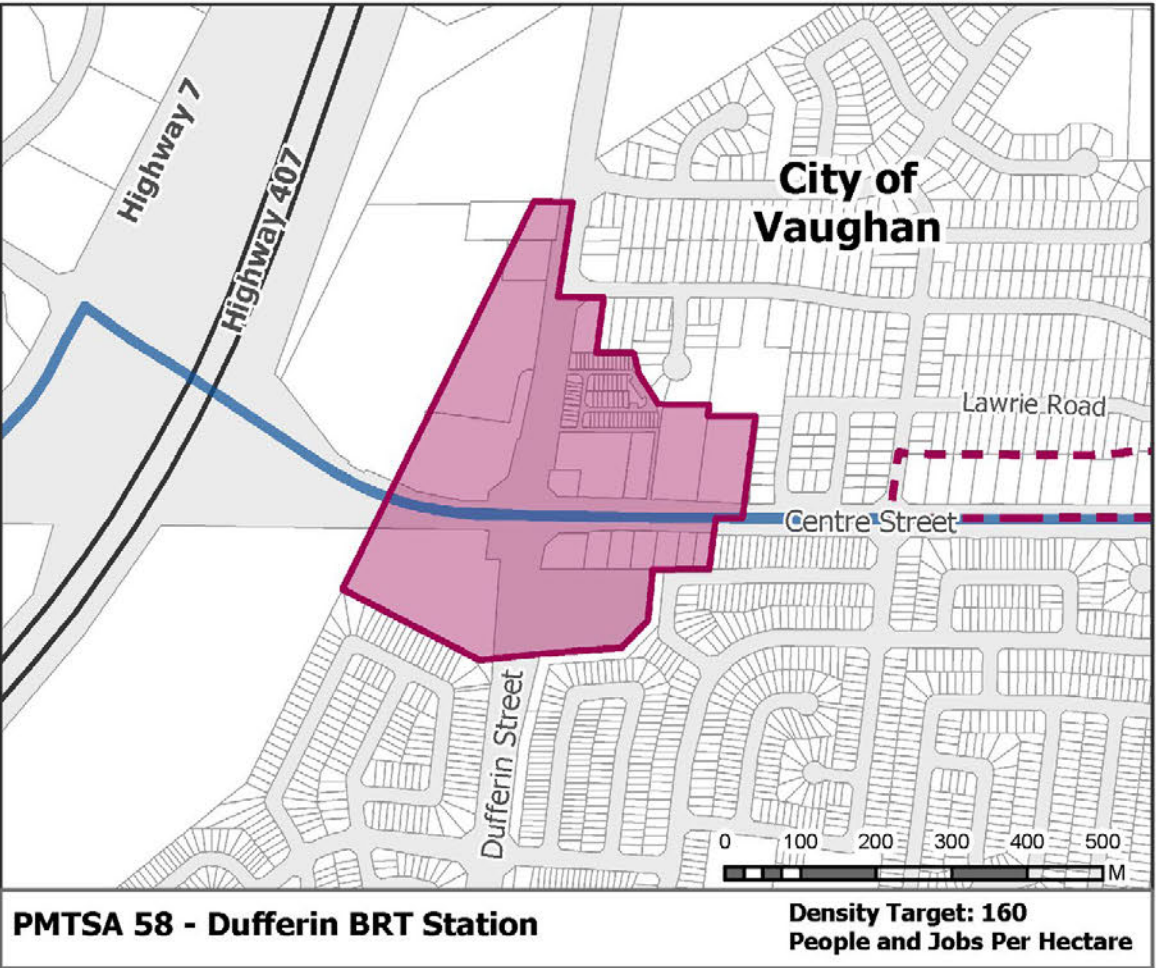 Highway 7
Highway 407
City of
Vaughan
Lawrie Road
Centre Street
Dufferin Street
0 100 200 300 400 500
M
PMTSA 58 - Dufferin BRT Station
Density Target: 160
People and Jobs Per Hectare